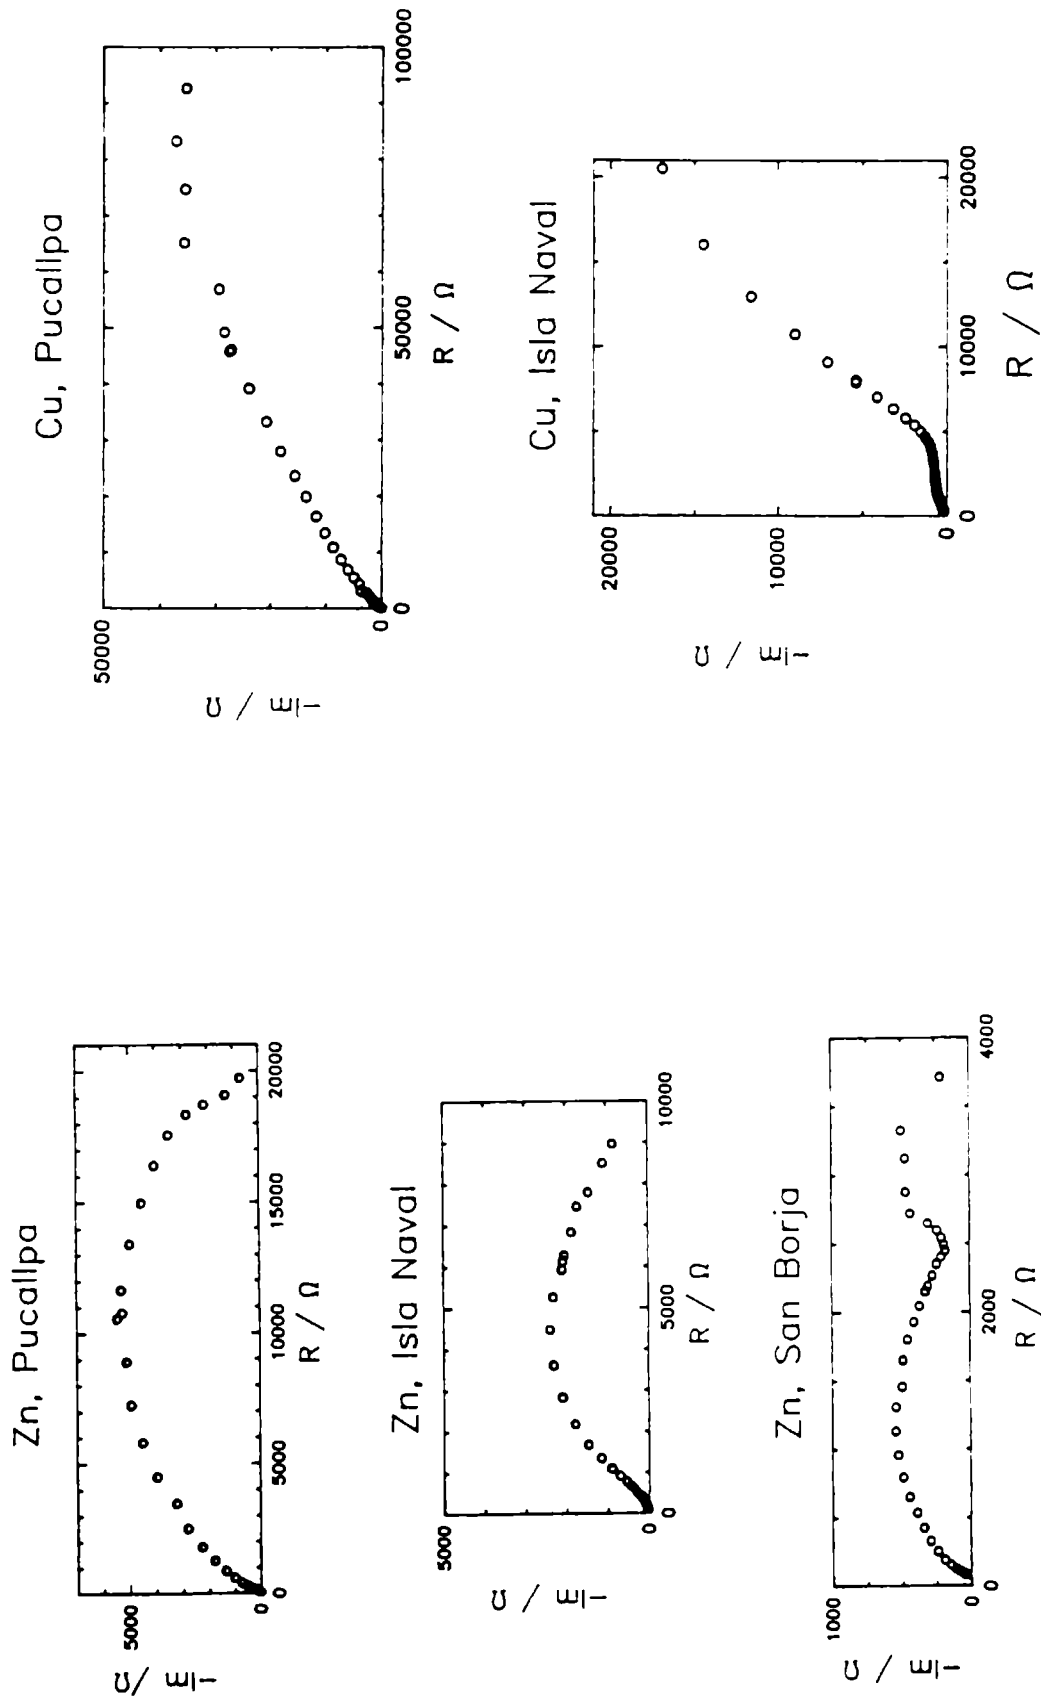 Zn, Pucallpa
-Im / Ω
5000
0
0
5000
10000
15000
20000
R / Ω
Zn, Isla Naval
-Im / Ω
5000
0
0
5000
10000
R / Ω
Zn, San Borja
-Im / Ω
1000
0
0
2000
4000
R / Ω
Cu, Pucallpa
-Im / Ω
50000
0
0
50000
100000
R / Ω
Cu, Isla Naval
-Im / Ω
20000
10000
0
0
10000
20000
R / Ω